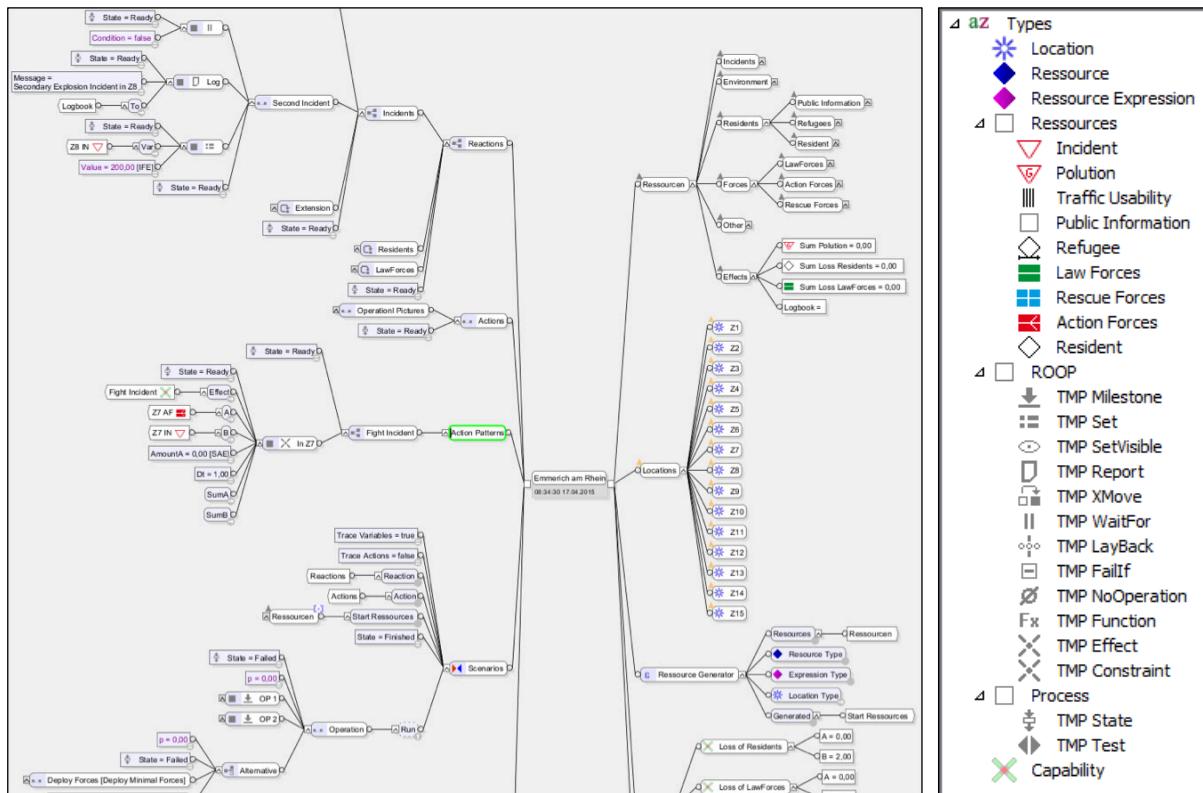 State = Ready
Condition = false
State = Ready
Message =
Secondary Explosion Incident in Z8
Log
Logbook
To
State = Ready
Z8 IN
Var
Value = 200,00 [IFE]
State = Ready
Second Incident
Incidents
Extension
State = Ready
Reactions
Residents
LawForces
State = Ready
Operationl Pictures
State = Ready
Actions
State = Ready
State = Ready
Fight Incident
Effect
Z7 AF
A
Z7 IN
B
AmountA = 0,00 [SAE]
Dt = 1,00
SumA
SumB
In Z7
Fight Incident
Action Patterns
Emmerich am Rhein
08:34:30 17.04.2015
Trace Variables = true
Trace Actions = false
Reactions
Reaction
Actions
Action
Ressourcen
Start Ressources
State = Finished
Scenarios
State = Failed
p = 0,00
OP 1
OP 2
Operation
Run
p = 0,00
State = Failed
Deploy Forces [Deploy Minimal Forces]
Alternative
Ressourcen
Incidents
Environment
Residents
Public Information
Refugees
Resident
Forces
LawForces
Action Forces
Rescue Forces
Other
Effects
Sum Polution = 0,00
Sum Loss Residents = 0,00
Sum Loss LawForces = 0,00
Logbook =
Locations
Z1
Z2
Z3
Z4
Z5
Z6
Z7
Z8
Z9
Z10
Z11
Z12
Z13
Z14
Z15
Ressource Generator
Resources
Ressourcen
Resource Type
Expression Type
Location Type
Generated
Start Ressources
Loss of Residents
A = 0,00
B = 2,00
Loss of LawForces
A = 0,00
az Types
Location
Ressource
Ressource Expression
Ressources
Incident
Polution
Traffic Usability
Public Information
Refugee
Law Forces
Rescue Forces
Action Forces
Resident
ROOP
TMP Milestone
TMP Set
TMP SetVisible
TMP Report
TMP XMove
TMP WaitFor
TMP LayBack
TMP FailIf
TMP NoOperation
Fx TMP Function
TMP Effect
TMP Constraint
Process
TMP State
TMP Test
Capability